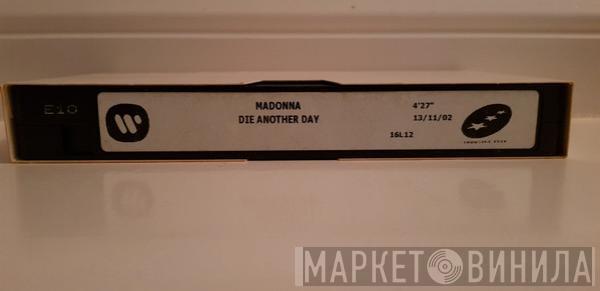 E10
MADONNA
DIE ANOTHER DAY
4'27"
13/11/02
16L12
МАРКЕТ ВИНИЛА